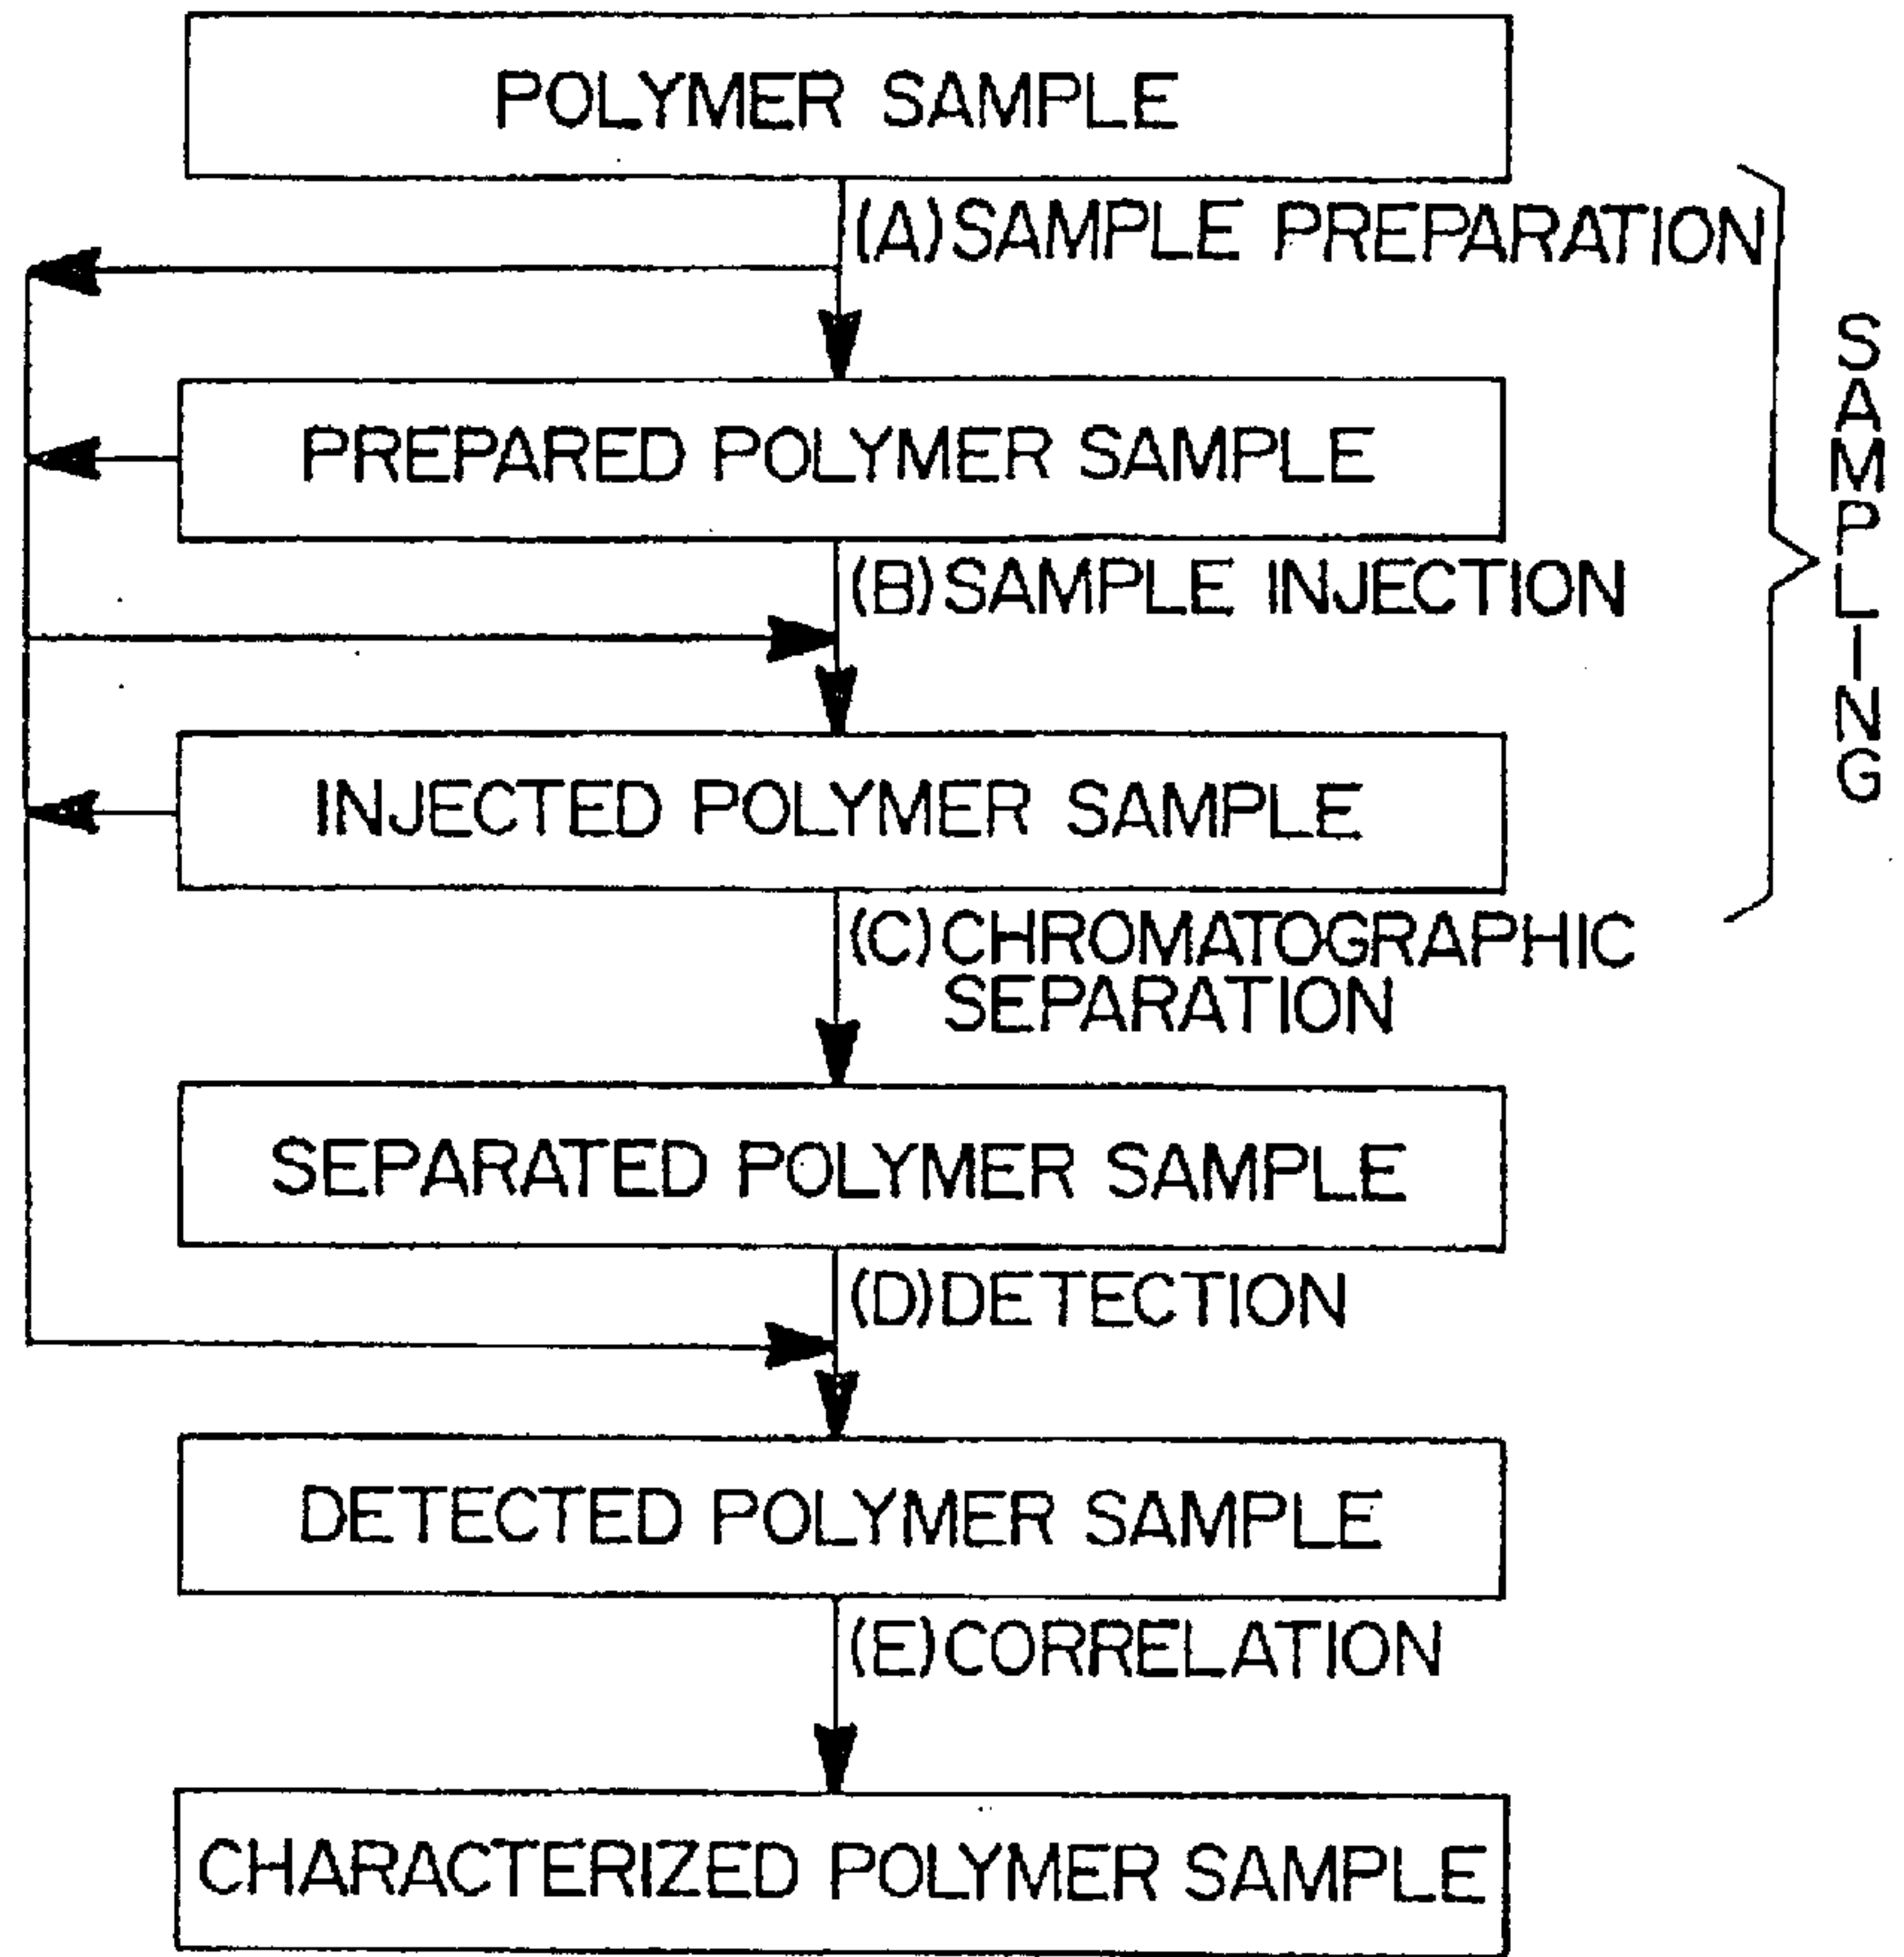 POLYMER SAMPLE
(A)SAMPLE PREPARATION
PREPARED POLYMER SAMPLE
(B)SAMPLE INJECTION
INJECTED POLYMER SAMPLE
(C)CHROMATOGRAPHIC
SEPARATION
SEPARATED POLYMER SAMPLE
(D)DETECTION
DETECTED POLYMER SAMPLE
(E)CORRELATION
CHARACTERIZED POLYMER SAMPLE
SAMPLING